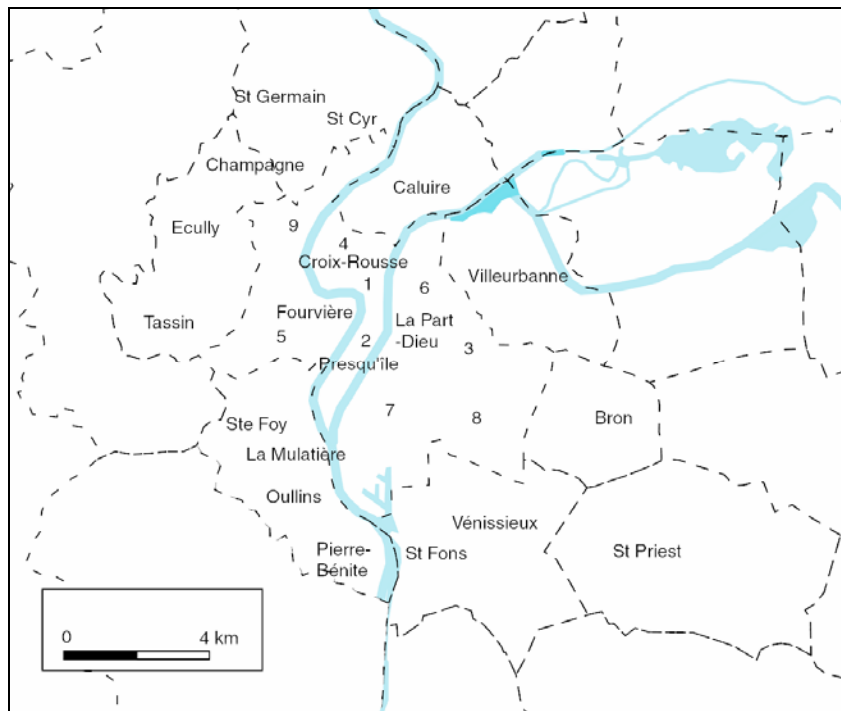 St Germain
St Cyr
Champagne
Caluire
9
Ecully
4
Croix-Rousse
Villeurbanne
1
6
Fourvière
La Part
-Dieu
Tassin
5
2
3
Presqu'île
7
8
Bron
Ste Foy
La Mulatière
Oullins
Vénissieux
Pierre-
Bénite
St Fons
St Priest
0
4 km